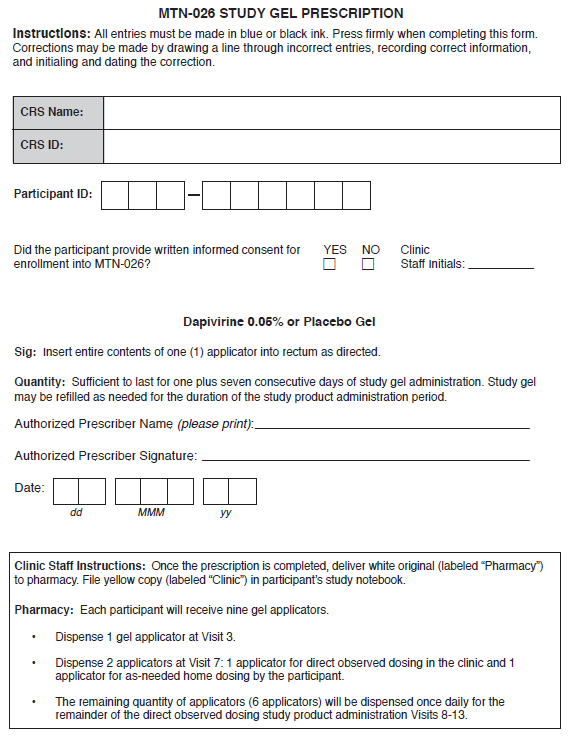 MTN-026 STUDY GEL PRESCRIPTION
Instructions: All entries must be made in blue or black ink. Press firmly when completing this form.
Corrections may be made by drawing a line through incorrect entries, recording correct information,
and initialing and dating the correction.
CRS Name:
CRS ID:
Participant ID:
Did the participant provide written informed consent for YES NO Clinic
enrollment into MTN-026? Staff Initials:
Dapivirine 0.05% or Placebo Gel
Sig: Insert entire contents of one (1) applicator into rectum as directed.
Quantity: Sufficient to last for one plus seven consecutive days of study gel administration. Study gel
may be refilled as needed for the duration of the study product administration period.
Authorized Prescriber Name (please print):
Authorized Prescriber Signature:
Date:
dd MMM yy
Clinic Staff Instructions: Once the prescription is completed, deliver white original (labeled “Pharmacy”)
to pharmacy. File yellow copy (labeled “Clinic”) in participant’s study notebook.
Pharmacy: Each participant will receive nine gel applicators.
• Dispense 1 gel applicator at Visit 3.
• Dispense 2 applicators at Visit 7: 1 applicator for direct observed dosing in the clinic and 1
applicator for as-needed home dosing by the participant.
• The remaining quantity of applicators (6 applicators) will be dispensed once daily for the
remainder of the direct observed dosing study product administration Visits 8-13.